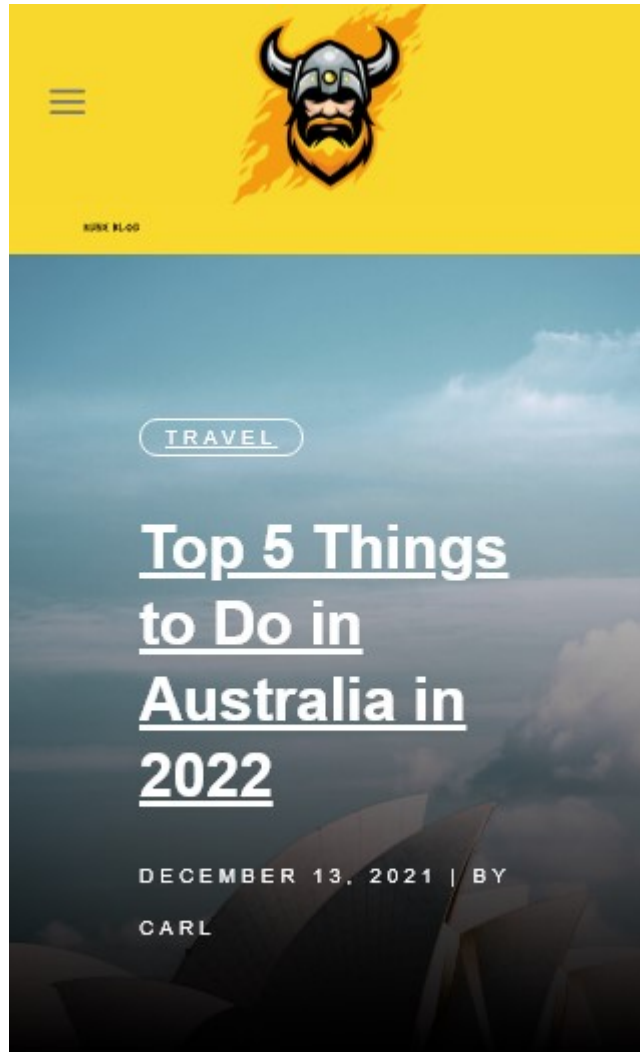 TRAVEL
Top 5 Things
to Do in
Australia in
2022
DECEMBER 13, 2021 | BY
CARL